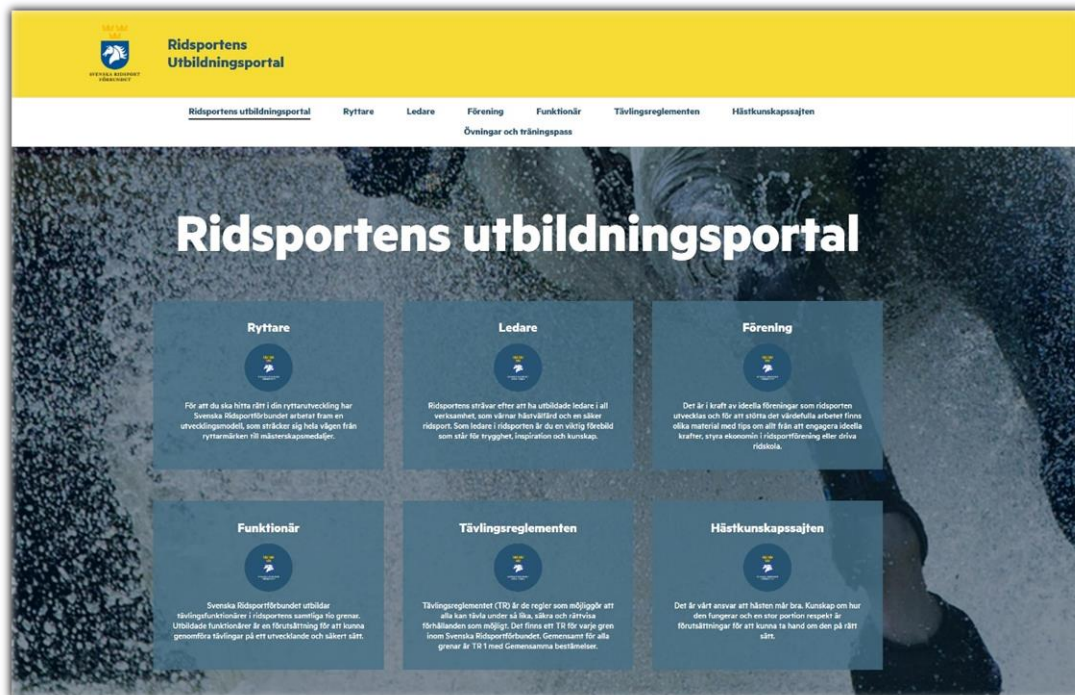 SVENSKA RIDSPORT
FÖRBUNDET
Ridsportens
Utbildningsportal
Ridsportens utbildningsportal
Ryttare
Ledare
Förening
Funktionär
Tävlingsreglementen
Hästkunskapssajten
Övningar och träningspass
Ridsportens utbildningsportal
Ryttare
För att du ska hitta rätt i din ryttarutveckling har
Svenska Ridsportförbundet arbetat fram en
utvecklingsmodell, som sträcker sig hela vägen från
ryttarmärken till mästerskapsmedaljer.
Ledare
Ridsportens strävar efter att ha utbildade ledare i all
verksamhet, som värnar hästvälfärd och en säker
ridsport. Som ledare i ridsporten är du en viktig förebild
som står för trygghet, inspiration och kunskap.
Förening
Det är i kraft av ideella föreningar som ridsporten
utvecklas och för att stötta det värdefulla arbetet finns
olika material med tips om allt från att engagera ideella
krafter, styra ekonomin i ridsportförening eller driva
ridskola.
Funktionär
Svenska Ridsportförbundet utbildar
tävlingsfunktionärer i ridsportens samtliga tio grenar.
Utbildade funktionärer är en förutsättning för att kunna
genomföra tävlingar på ett utvecklande och säkert sätt.
Tävlingsreglementen
Tävlingsreglementet (TR) är de regler som möjliggör att
alla kan tävla under så lika, säkra och rättvisa
förhållanden som möjligt. Det finns ett TR för varje gren
inom Svenska Ridsportförbundet. Gemensamt för alla
grenar är TR 1 med Gemensamma bestämelser.
Hästkunskapssajten
Det är vårt ansvar att hästen mår bra. Kunskap om hur
den fungerar och en stor portion respekt är
förutsättningar för att kunna ta hand om den på rätt
sätt.